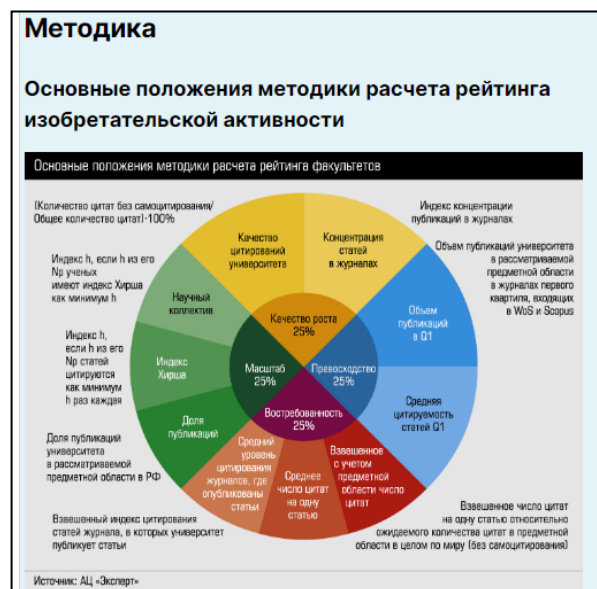 Методика
Основные положения методики расчета рейтинга
изобретательской активности
Основные положения методики расчета рейтинга факультетов
(Количество цитат без самоцитирования/
Общее количество цитат)·100%
Индекс концентрации
публикаций в журналах
Качество
цитирований
университета
Концентрация
статей
в журналах
Объем публикаций университета
в рассматриваемой
предметной области
в журналах первого
квартиля, входящих
в WoS и Scopus
Индекс h, если h из его
Np ученых
имеют индекс Хирша
как минимум h
Научный
коллектив
Качество роста
25%
Объем
публикаций
в Q1
Индекс h,
если h из его
Np статей
цитируются
как минимум
h раз каждая
Индекс
Хирша
Масштаб
25%
Превосходство
25%
Востребованность
25%
Средняя
цитируемость
статей Q1
Доля
публикаций
Доля публикаций
университета
в рассматриваемой
предметной области в РФ
Средний
уровень
цитирования
журналов, где
опубликованы
статьи
Среднее
число цитат
на одну
статью
Взвешенное
с учетом
предметной
области число
цитат
Взвешенный индекс цитирования
статей журнала, в которых университет
публикует статьи
Взвешенное число цитат
на одну статью относительно
ожидаемого количества цитат в предметной
области в целом по миру (без самоцитирования)
Источник: АЦ «Эксперт»